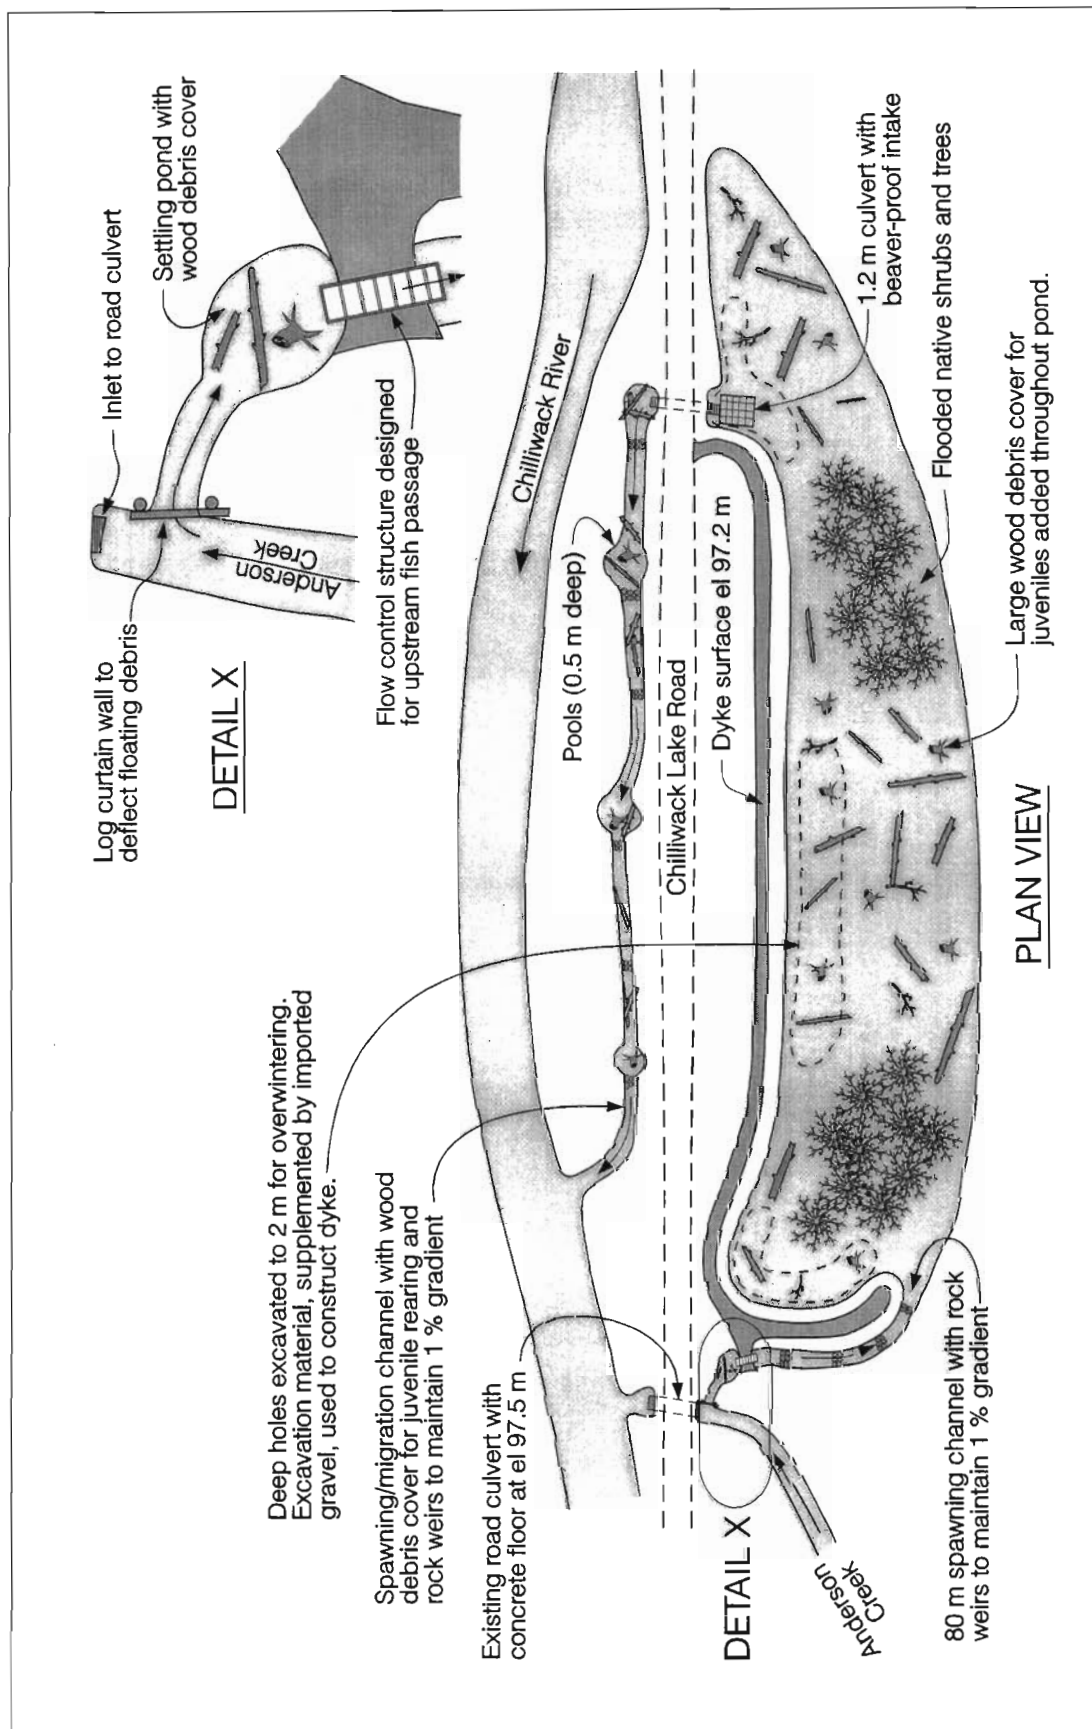 Log curtain wall to
deflect floating debris
Inlet to road culvert
Settling pond with
wood debris cover
Anderson
Creek
DETAIL X
Flow control structure designed
for upstream fish passage
Deep holes excavated to 2 m for overwintering.
Excavation material, supplemented by imported
gravel, used to construct dyke.
Spawning/migration channel with wood
debris cover for juvenile rearing and
rock weirs to maintain 1 % gradient
Existing road culvert with
concrete floor at el 97.5 m
Chilliwack River
Pools (0.5 m deep)
Chilliwack Lake Road
Dyke surface el 97.2 m
DETAIL X
Anderson
Creek
80 m spawning channel with rock
weirs to maintain 1 % gradient
1.2 m culvert with
beaver-proof intake
Flooded native shrubs and trees
Large wood debris cover for
juveniles added throughout pond.
PLAN VIEW